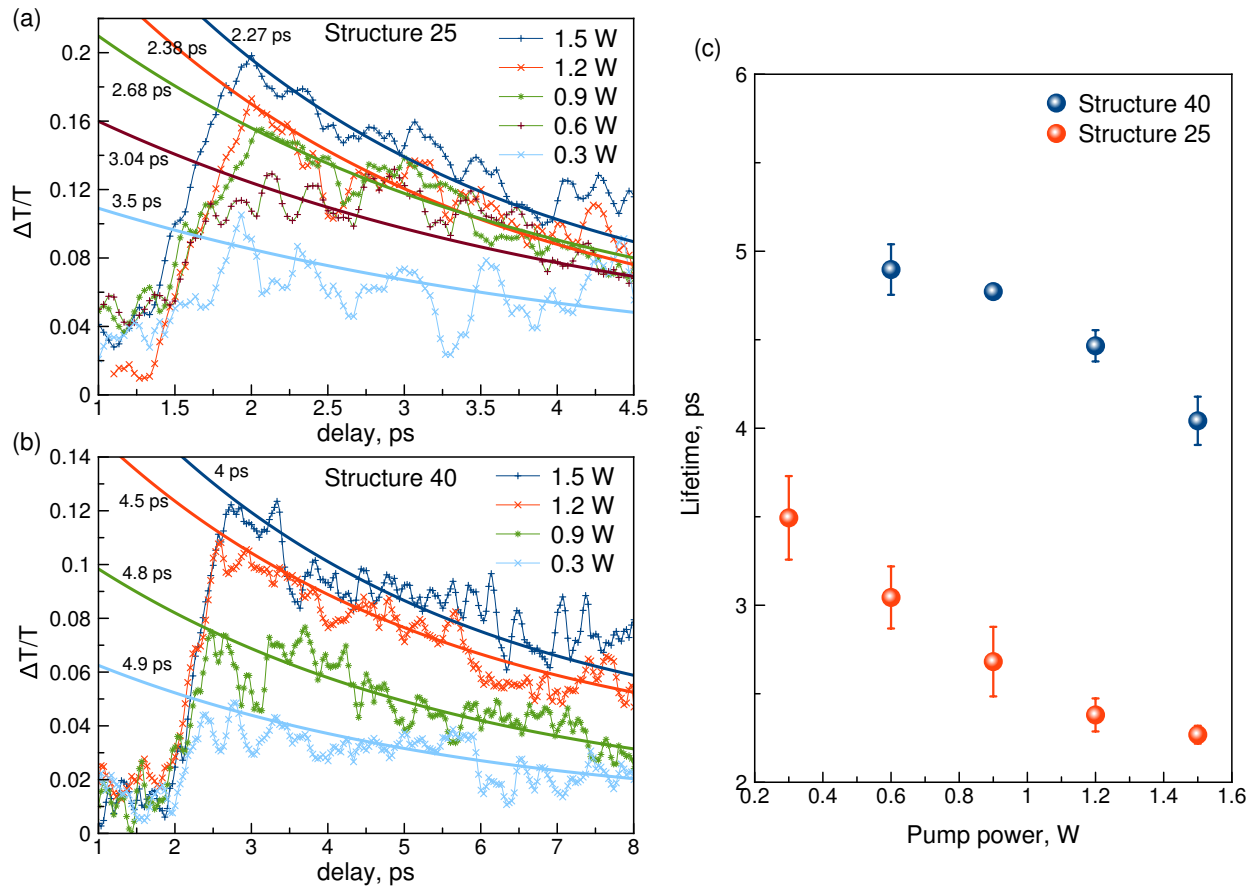 (a)
Structure 25
2.27 ps
2.38 ps
2.68 ps
3.04 ps
3.5 ps
1.5 W
1.2 W
0.9 W
0.6 W
0.3 W
0.2
0.16
0.12
0.08
0.04
0
ΔT/T
1
1.5
2
2.5
3
3.5
4
4.5
delay, ps
(b)
Structure 40
4 ps
4.5 ps
4.8 ps
4.9 ps
1.5 W
1.2 W
0.9 W
0.3 W
0.14
0.12
0.1
0.08
0.06
0.04
0.02
0
ΔT/T
1
2
3
4
5
6
7
8
delay, ps
(c)
Structure 40
Structure 25
6
5
4
3
2
Lifetime, ps
0.2
0.4
0.6
0.8
1
1.2
1.4
1.6
Pump power, W